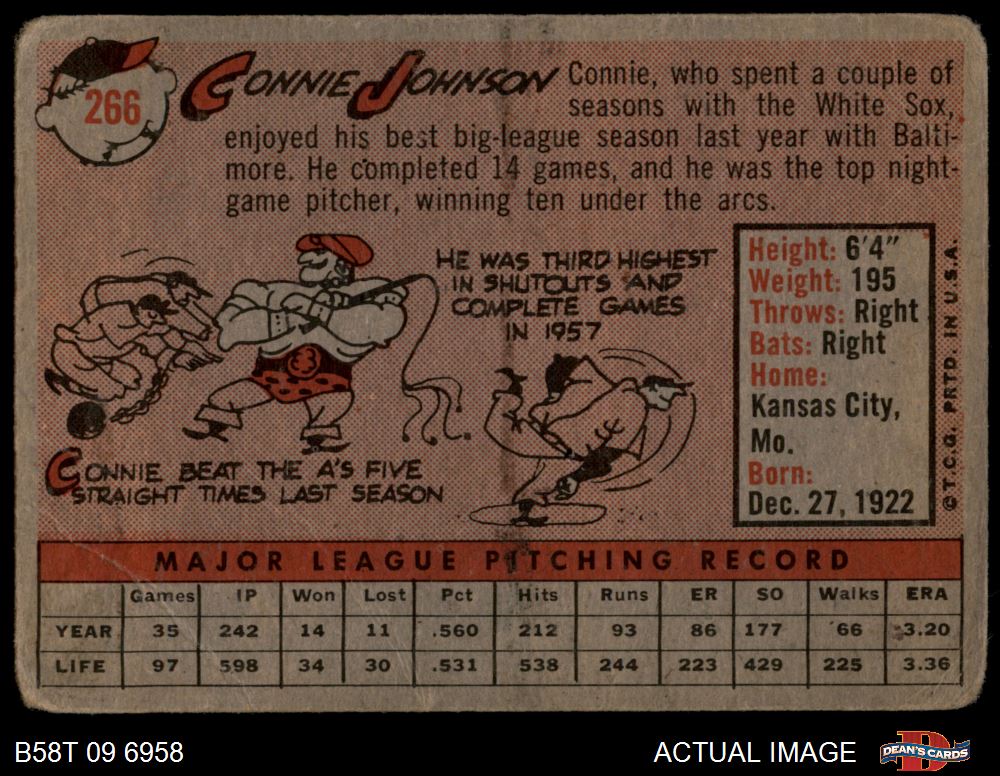 266
CONNIE JOHNSON
Connie, who spent a couple of
seasons with the White Sox,
enjoyed his best big-league season last year with Balti-
more. He completed 14 games, and he was the top night-
game pitcher, winning ten under the arcs.
HE WAS THIRD HIGHEST
IN SHUTOUTS AND
COMPLETE GAMES
IN 1957
CONNIE BEAT THE A'S FIVE
STRAIGHT TIMES LAST SEASON
Height: 6'4"
Weight: 195
Throws: Right
Bats: Right
Home:
Kansas City,
Mo.
Born:
Dec. 27, 1922
© T.C.G. PRTD. IN U.S.A.
MAJOR LEAGUE PITCHING RECORD
Games IP Won Lost Pct Hits Runs ER SO Walks ERA
YEAR 35 242 14 11 .560 212 93 86 177 66 3.20
LIFE 97 598 34 30 .531 538 244 223 429 225 3.36
B58T 09 6958
ACTUAL IMAGE
D
DEAN'S CARDS